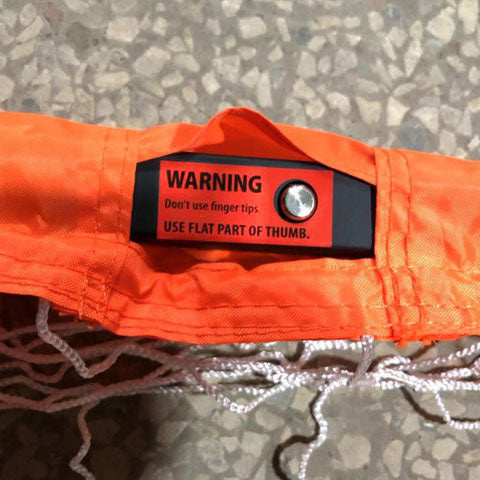 WARNING
Don't use finger tips.
USE FLAT PART OF THUMB.